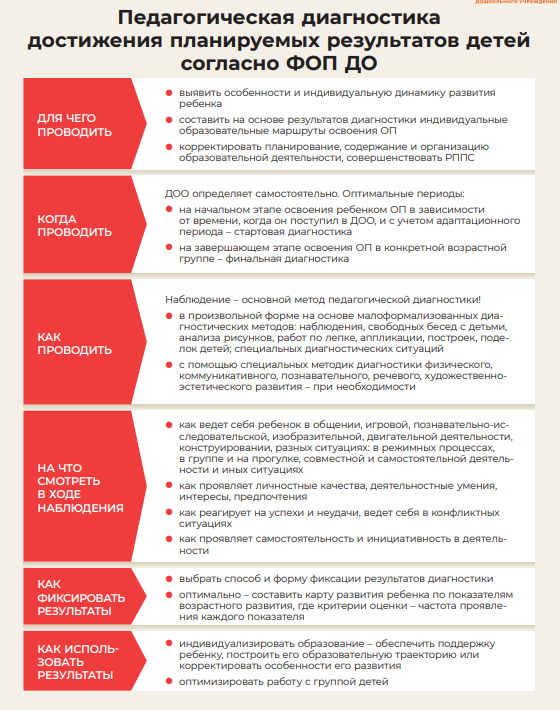 ДОШКОЛЬНОГО УЧРЕЖДЕНИЯ
Педагогическая диагностика
достижения планируемых результатов детей
согласно ФОП ДО
ДЛЯ ЧЕГО
ПРОВОДИТЬ
выявить особенности и индивидуальную динамику развития
ребенка
составить на основе результатов диагностики индивидуальные
образовательные маршруты освоения ОП
корректировать планирование, содержание и организацию
образовательной деятельности, совершенствовать РППС
КОГДА
ПРОВОДИТЬ
ДОО определяет самостоятельно. Оптимальные периоды:
на начальном этапе освоения ребенком ОП в зависимости
от времени, когда он поступил в ДОО, и с учетом адаптационного
периода – стартовая диагностика
на завершающем этапе освоения ОП в конкретной возрастной
группе – финальная диагностика
КАК
ПРОВОДИТЬ
Наблюдение – основной метод педагогической диагностики!
в произвольной форме на основе малоформализованных диа-
гностических методов: наблюдения, свободных бесед с детьми,
анализа рисунков, работ по лепке, аппликации, построек, поде-
лок детей; специальных диагностических ситуаций
с помощью специальных методик диагностики физического,
коммуникативного, познавательного, речевого, художественно-
эстетического развития – при необходимости
НА ЧТО
СМОТРЕТЬ
В ХОДЕ
НАБЛЮДЕНИЯ
как ведет себя ребенок в общении, игровой, познавательно-ис-
следовательской, изобразительной, двигательной деятельности,
конструировании, разных ситуациях: в режимных процессах,
в группе и на прогулке, совместной и самостоятельной деятель-
ности и иных ситуациях
как проявляет личностные качества, деятельностные умения,
интересы, предпочтения
как реагирует на успехи и неудачи, ведет себя в конфликтных
ситуациях
как проявляет самостоятельность и инициативность в деятель-
ности
КАК
ФИКСИРОВАТЬ
РЕЗУЛЬТАТЫ
выбрать способ и форму фиксации результатов диагностики
оптимально – составить карту развития ребенка по показателям
возрастного развития, где критерии оценки – частота проявле-
ния каждого показателя
КАК ИСПОЛЬ-
ЗОВАТЬ
РЕЗУЛЬТАТЫ
индивидуализировать образование – обеспечить поддержку
ребенку, построить его образовательную траекторию или
корректировать особенности его развития
оптимизировать работу с группой детей